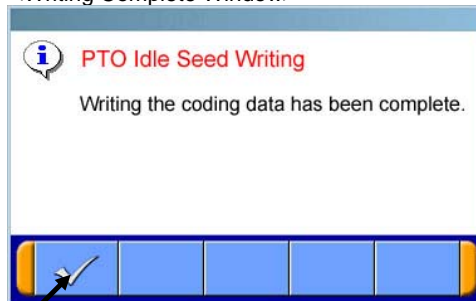 Writing Complete Window
PTO Idle Seed Writing
Writing the coding data has been complete.